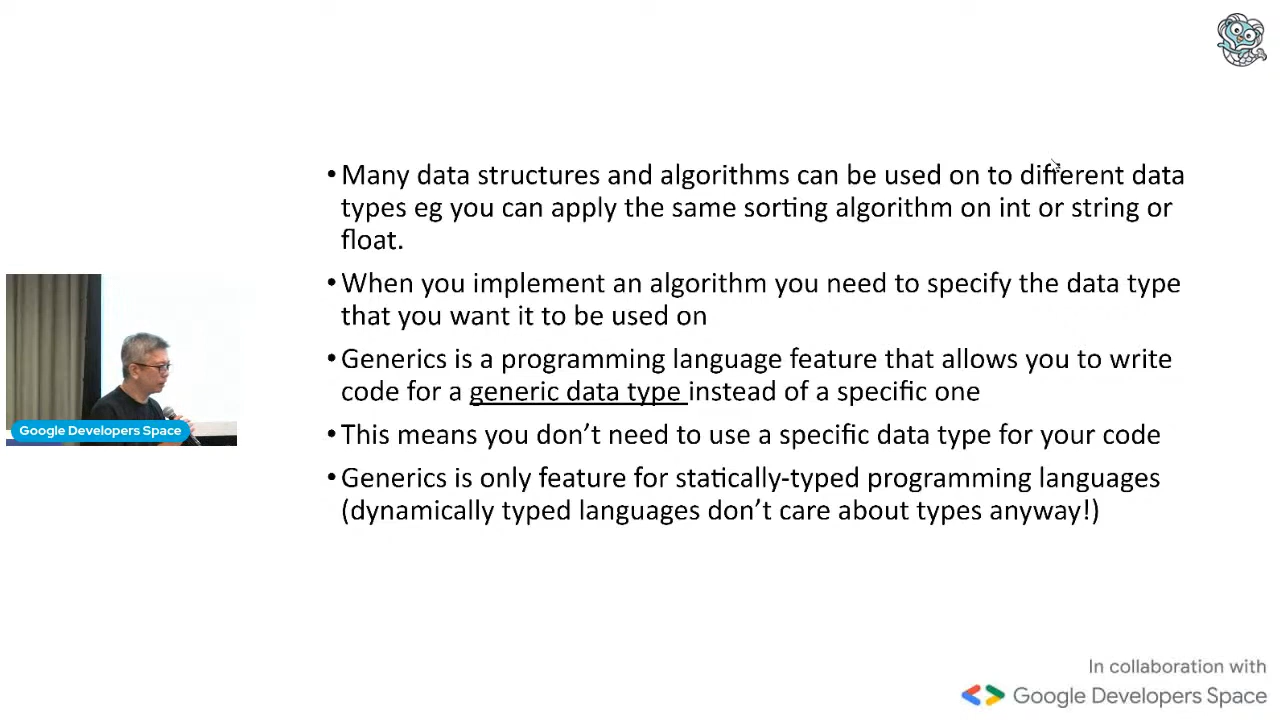 • Many data structures and algorithms can be used on to different data
types eg you can apply the same sorting algorithm on int or string or
float.
• When you implement an algorithm you need to specify the data type
that you want it to be used on
• Generics is a programming language feature that allows you to write
code for a generic data type instead of a specific one
• This means you don’t need to use a specific data type for your code
• Generics is only feature for statically-typed programming languages
(dynamically typed languages don’t care about types anyway!)
Google Developers Space
In collaboration with
Google Developers Space